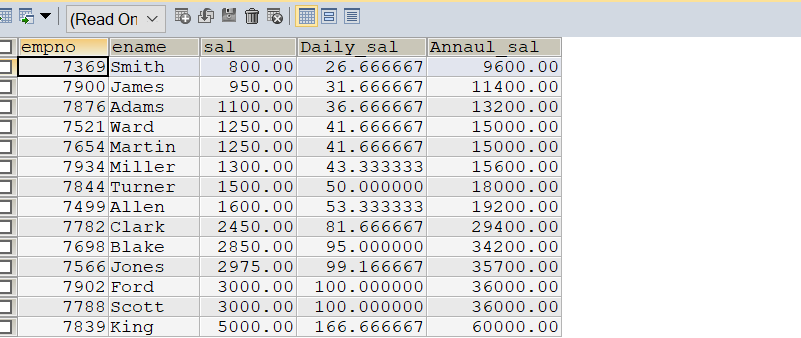 (Read On
empno ename sal Daily_sal Annaul_sal
7369 Smith 800.00 26.666667 9600.00
7900 James 950.00 31.666667 11400.00
7876 Adams 1100.00 36.666667 13200.00
7521 Ward 1250.00 41.666667 15000.00
7654 Martin 1250.00 41.666667 15000.00
7934 Miller 1300.00 43.333333 15600.00
7844 Turner 1500.00 50.000000 18000.00
7499 Allen 1600.00 53.333333 19200.00
7782 Clark 2450.00 81.666667 29400.00
7698 Blake 2850.00 95.000000 34200.00
7566 Jones 2975.00 99.166667 35700.00
7902 Ford 3000.00 100.000000 36000.00
7788 Scott 3000.00 100.000000 36000.00
7839 King 5000.00 166.666667 60000.00